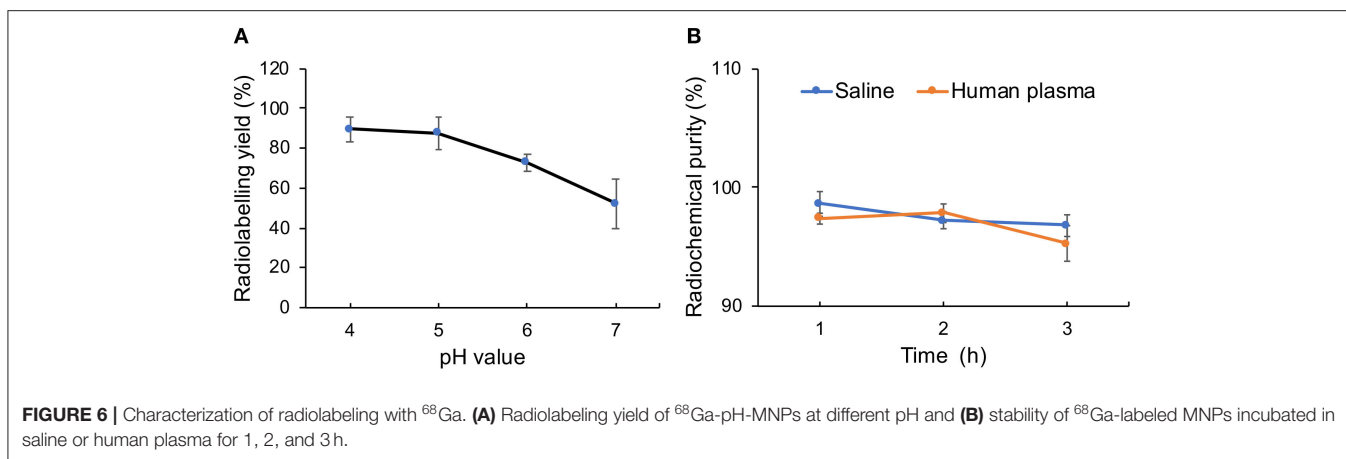 A
B
120
100
80
60
40
20
0
Radiolabelling yield (%)
4 5 6 7
pH value
110
100
90
Radiochemical purity (%)
Saline Human plasma
1 2 3
Time (h)
FIGURE 6 | Characterization of radiolabeling with ⁶⁸Ga. (A) Radiolabeling yield of ⁶⁸Ga-pH-MNPs at different pH and (B) stability of ⁶⁸Ga-labeled MNPs incubated in
saline or human plasma for 1, 2, and 3 h.